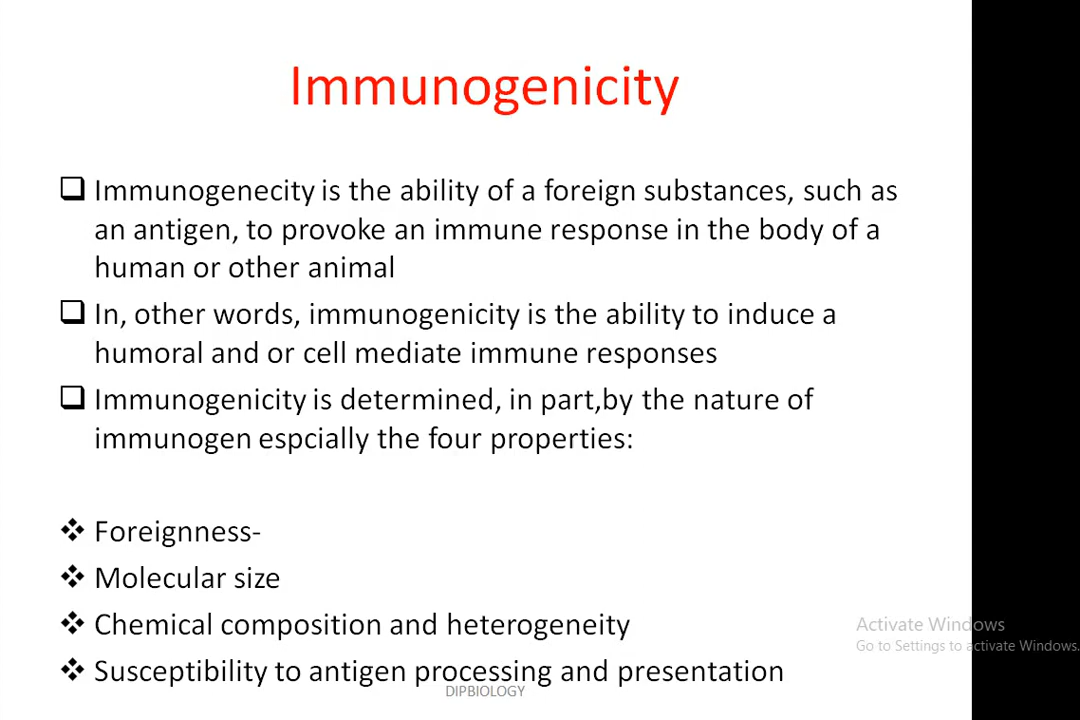 Immunogenicity
Immunogenecity is the ability of a foreign substances, such as
an antigen, to provoke an immune response in the body of a
human or other animal
In, other words, immunogenicity is the ability to induce a
humoral and or cell mediate immune responses
Immunogenicity is determined, in part,by the nature of
immunogen espcially the four properties:
Foreignness-
Molecular size
Chemical composition and heterogeneity
Susceptibility to antigen processing and presentation
DIPBIOLOGY
Activate Windows
Go to Settings to activate Windows.